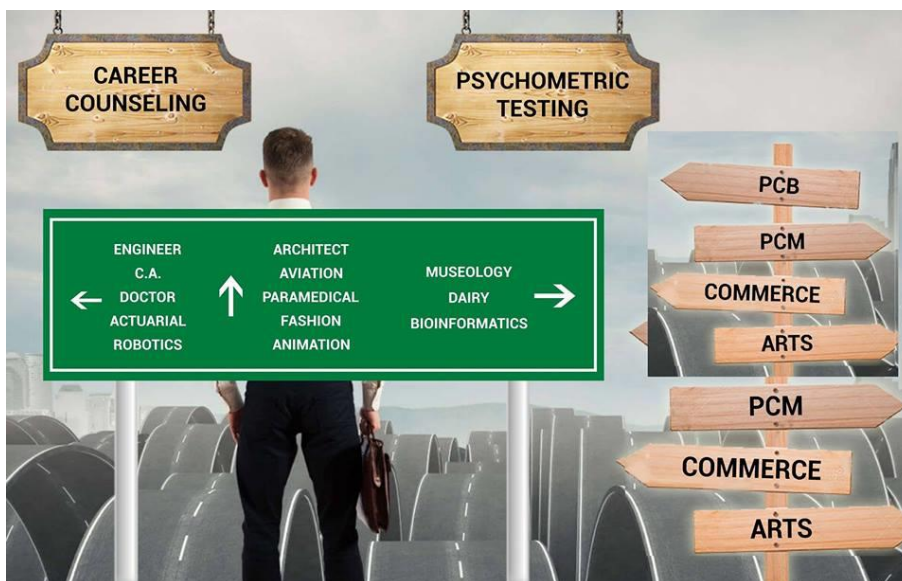 CAREER
COUNSELING
PSYCHOMETRIC
TESTING
ENGINEER
C.A.
DOCTOR
ACTUARIAL
ROBOTICS
ARCHITECT
AVIATION
PARAMEDICAL
FASHION
ANIMATION
MUSEOLOGY
DAIRY
BIOINFORMATICS
PCB
PCM
COMMERCE
ARTS
PCM
COMMERCE
ARTS